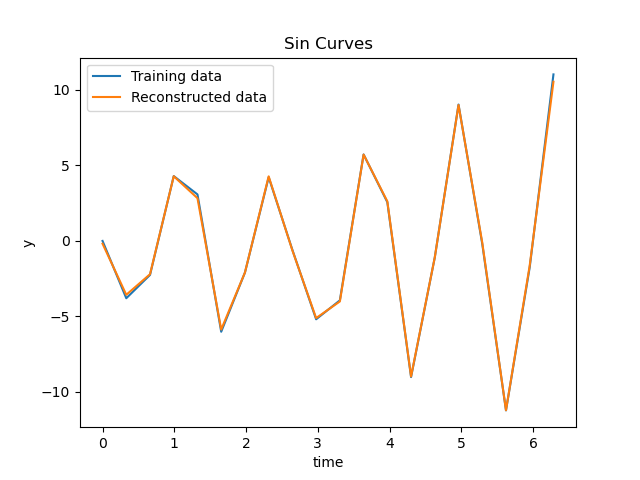 Sin Curves
Training data
Reconstructed data
10
5
0
−5
−10
y
0 1 2 3 4 5 6
time